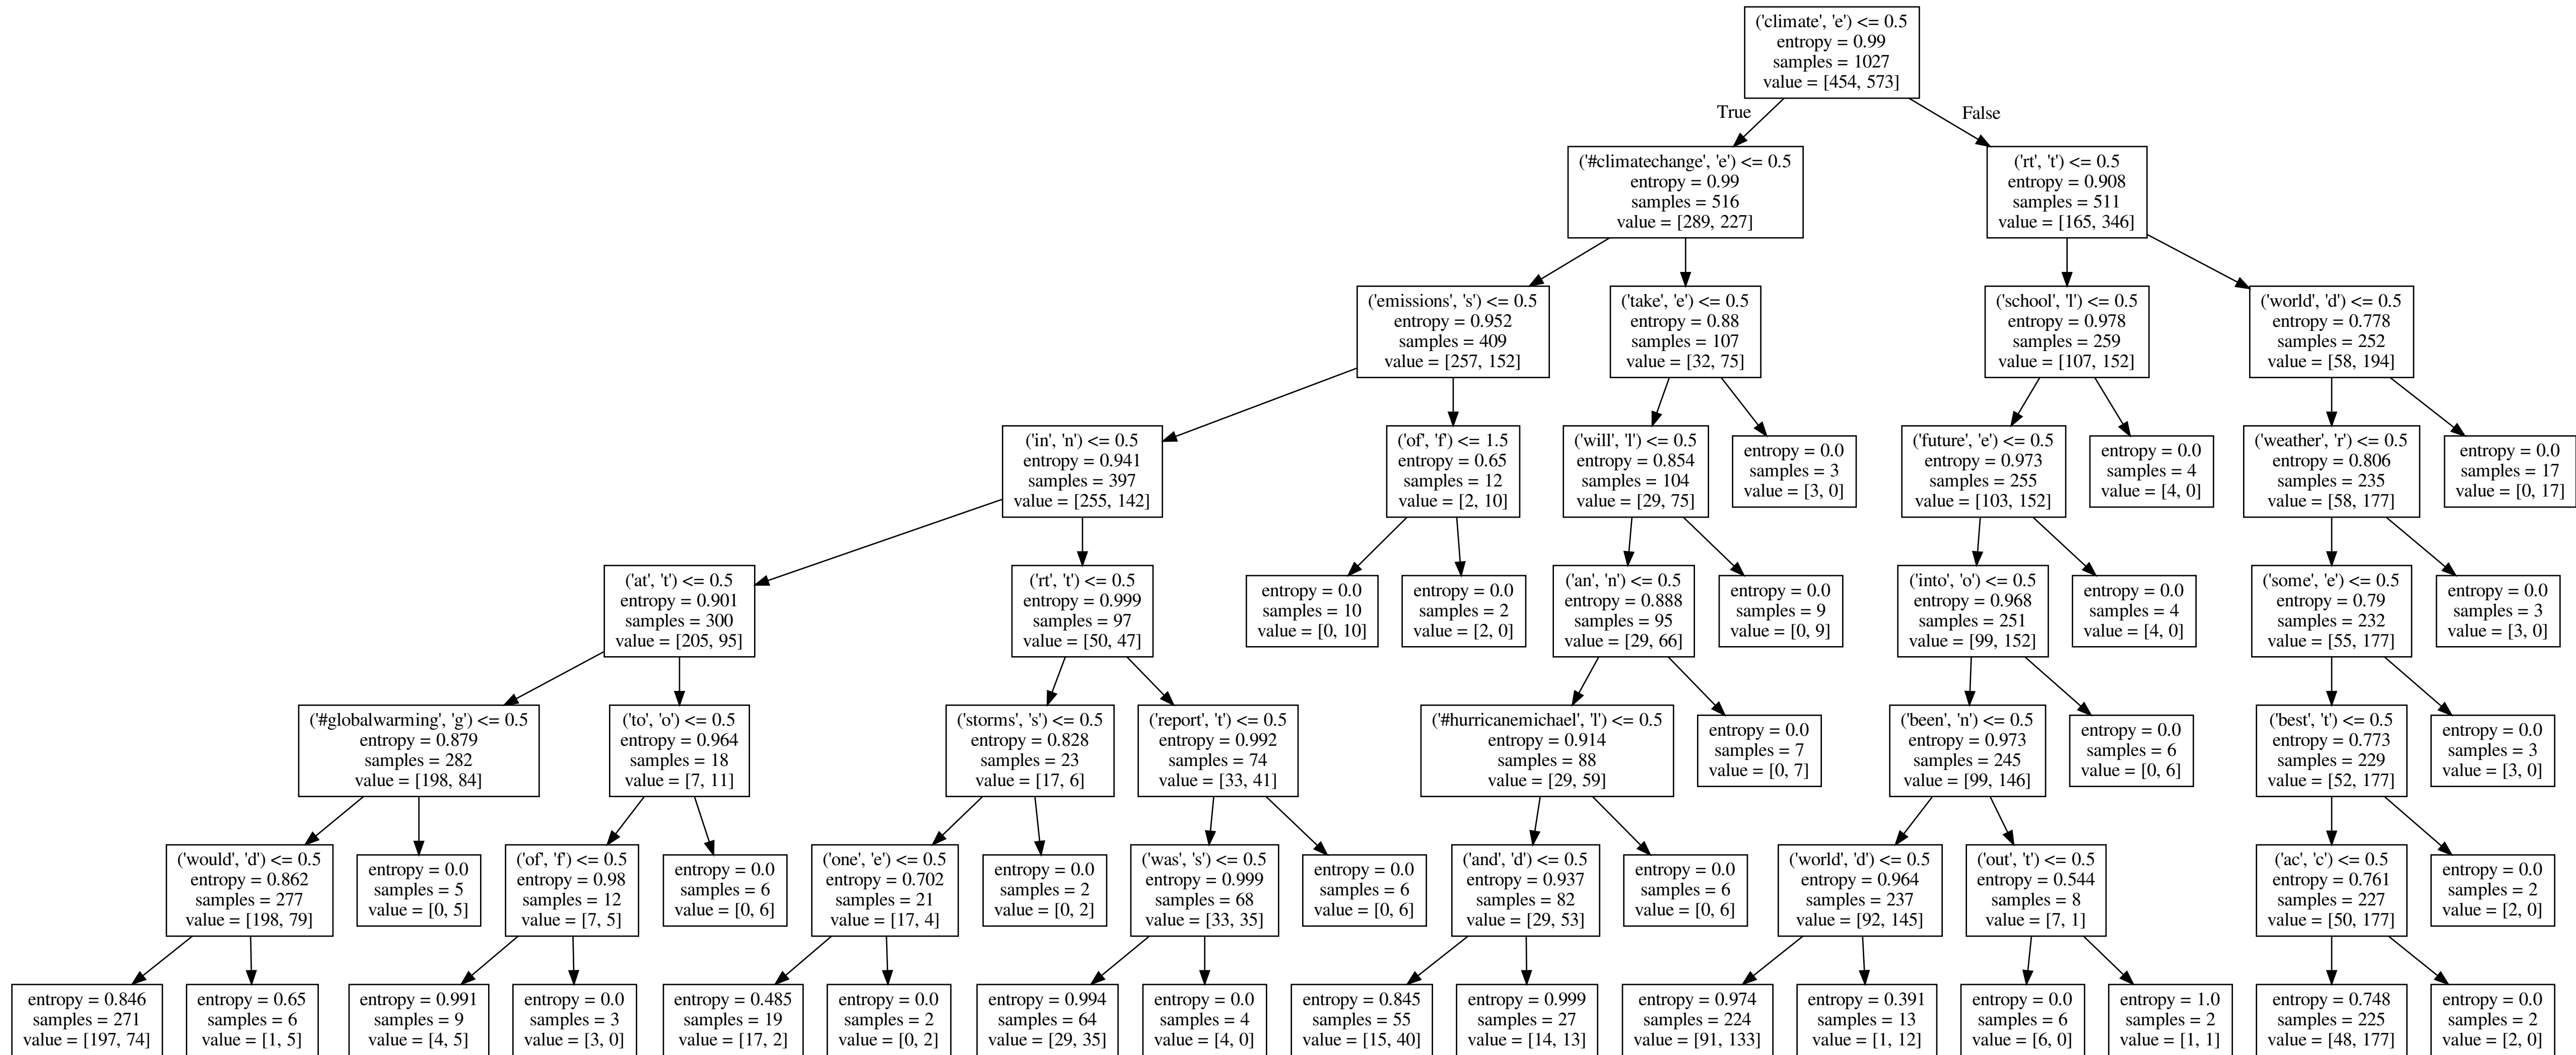 ('climate', 'e') <= 0.5
entropy = 0.99
samples = 1027
value = [454, 573]
True
False
('#climatechange', 'e') <= 0.5
entropy = 0.99
samples = 516
value = [289, 227]
('rt', 't') <= 0.5
entropy = 0.908
samples = 511
value = [165, 346]
('emissions', 's') <= 0.5
entropy = 0.952
samples = 409
value = [257, 152]
('take', 'e') <= 0.5
entropy = 0.88
samples = 107
value = [32, 75]
('school', 'l') <= 0.5
entropy = 0.978
samples = 259
value = [107, 152]
('world', 'd') <= 0.5
entropy = 0.778
samples = 252
value = [58, 194]
('in', 'n') <= 0.5
entropy = 0.941
samples = 397
value = [255, 142]
('of', 'f') <= 1.5
entropy = 0.65
samples = 12
value = [2, 10]
('will', 'l') <= 0.5
entropy = 0.854
samples = 104
value = [29, 75]
entropy = 0.0
samples = 3
value = [3, 0]
('future', 'e') <= 0.5
entropy = 0.973
samples = 255
value = [103, 152]
entropy = 0.0
samples = 4
value = [4, 0]
('weather', 'r') <= 0.5
entropy = 0.806
samples = 235
value = [58, 177]
entropy = 0.0
samples = 17
value = [0, 17]
('at', 't') <= 0.5
entropy = 0.901
samples = 300
value = [205, 95]
('rt', 't') <= 0.5
entropy = 0.999
samples = 97
value = [50, 47]
entropy = 0.0
samples = 10
value = [0, 10]
entropy = 0.0
samples = 2
value = [2, 0]
('an', 'n') <= 0.5
entropy = 0.888
samples = 95
value = [29, 66]
entropy = 0.0
samples = 9
value = [0, 9]
('into', 'o') <= 0.5
entropy = 0.968
samples = 251
value = [99, 152]
entropy = 0.0
samples = 4
value = [4, 0]
('some', 'e') <= 0.5
entropy = 0.79
samples = 232
value = [55, 177]
entropy = 0.0
samples = 3
value = [3, 0]
('#globalwarming', 'g') <= 0.5
entropy = 0.879
samples = 282
value = [198, 84]
('to', 'o') <= 0.5
entropy = 0.964
samples = 18
value = [7, 11]
('storms', 's') <= 0.5
entropy = 0.828
samples = 23
value = [17, 6]
('report', 't') <= 0.5
entropy = 0.992
samples = 74
value = [33, 41]
('#hurricanemichael', 'l') <= 0.5
entropy = 0.914
samples = 88
value = [29, 59]
entropy = 0.0
samples = 7
value = [0, 7]
('been', 'n') <= 0.5
entropy = 0.973
samples = 245
value = [99, 146]
entropy = 0.0
samples = 6
value = [0, 6]
('best', 't') <= 0.5
entropy = 0.773
samples = 229
value = [52, 177]
entropy = 0.0
samples = 3
value = [3, 0]
('would', 'd') <= 0.5
entropy = 0.862
samples = 277
value = [198, 79]
entropy = 0.0
samples = 5
value = [0, 5]
('of', 'f') <= 0.5
entropy = 0.98
samples = 12
value = [7, 5]
entropy = 0.0
samples = 6
value = [0, 6]
('one', 'e') <= 0.5
entropy = 0.702
samples = 21
value = [17, 4]
entropy = 0.0
samples = 2
value = [0, 2]
('was', 's') <= 0.5
entropy = 0.999
samples = 68
value = [33, 35]
entropy = 0.0
samples = 6
value = [0, 6]
('and', 'd') <= 0.5
entropy = 0.937
samples = 82
value = [29, 53]
entropy = 0.0
samples = 6
value = [0, 6]
('world', 'd') <= 0.5
entropy = 0.964
samples = 237
value = [92, 145]
('out', 't') <= 0.5
entropy = 0.544
samples = 8
value = [7, 1]
('ac', 'c') <= 0.5
entropy = 0.761
samples = 227
value = [50, 177]
entropy = 0.0
samples = 2
value = [2, 0]
entropy = 0.846
samples = 271
value = [197, 74]
entropy = 0.65
samples = 6
value = [1, 5]
entropy = 0.991
samples = 9
value = [4, 5]
entropy = 0.0
samples = 3
value = [3, 0]
entropy = 0.485
samples = 19
value = [17, 2]
entropy = 0.0
samples = 2
value = [0, 2]
entropy = 0.994
samples = 64
value = [29, 35]
entropy = 0.0
samples = 4
value = [4, 0]
entropy = 0.845
samples = 55
value = [15, 40]
entropy = 0.999
samples = 27
value = [14, 13]
entropy = 0.974
samples = 224
value = [91, 133]
entropy = 0.391
samples = 13
value = [1, 12]
entropy = 0.0
samples = 6
value = [6, 0]
entropy = 1.0
samples = 2
value = [1, 1]
entropy = 0.748
samples = 225
value = [48, 177]
entropy = 0.0
samples = 2
value = [2, 0]